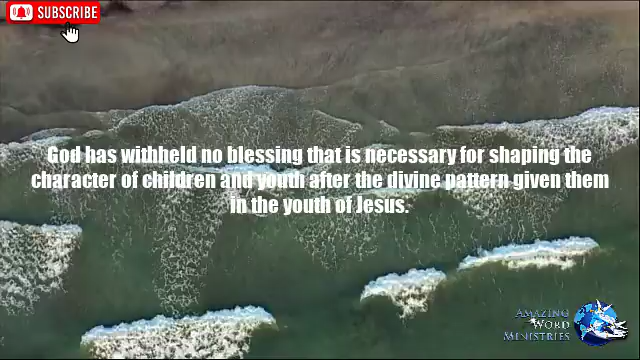 SUBSCRIBE
God has withheld no blessing that is necessary for shaping the
character of children and youth after the divine pattern given them
in the youth of Jesus.
AMAZING
WORD
MINISTRIES